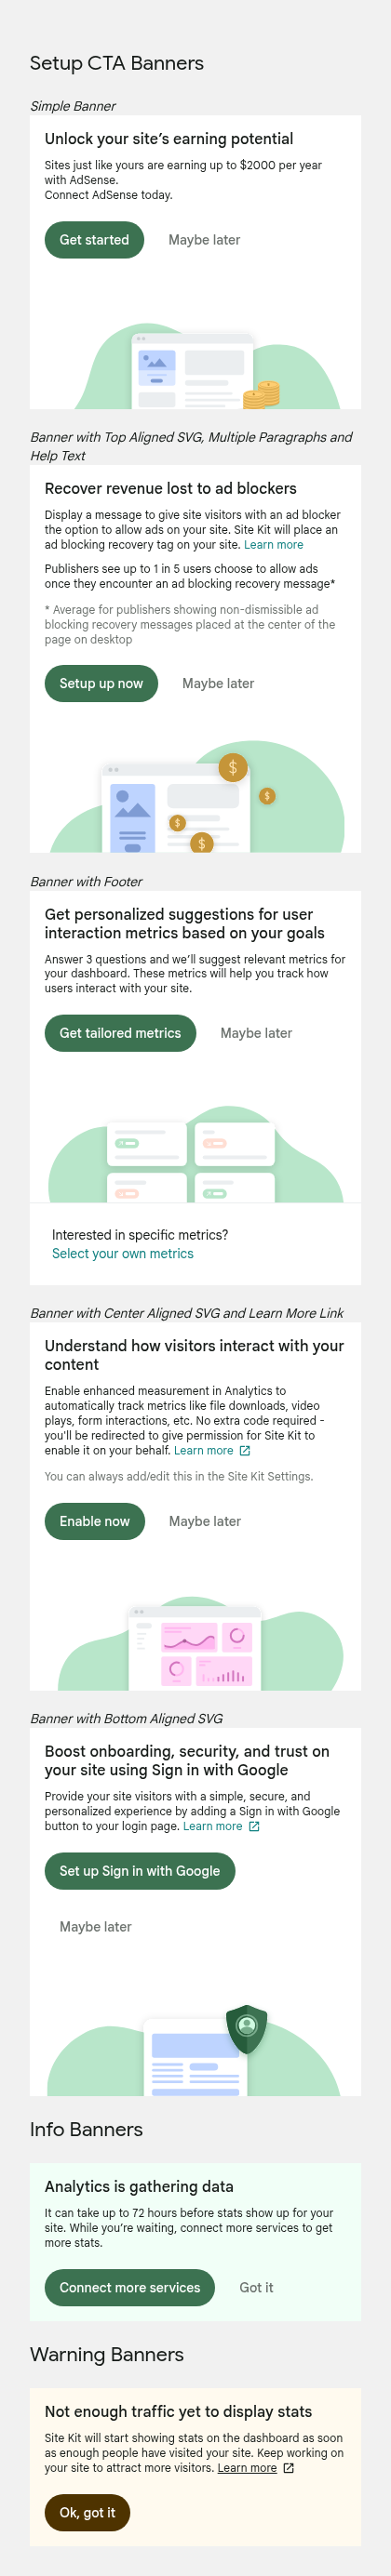 Setup CTA Banners
Simple Banner
Unlock your site's earning potential
Sites just like yours are earning up to $2000 per year
with AdSense.
Connect AdSense today.
Get started
Maybe later
Banner with Top Aligned SVG, Multiple Paragraphs and
Help Text
Recover revenue lost to ad blockers
Display a message to give site visitors with an ad blocker
the option to allow ads on your site. Site Kit will place an
ad blocking recovery tag on your site. Learn more
Publishers see up to 1 in 5 users choose to allow ads
once they encounter an ad blocking recovery message*
* Average for publishers showing non-dismissible ad
blocking recovery messages placed at the center of the
page on desktop
Setup up now
Maybe later
$
$
$
$
Banner with Footer
Get personalized suggestions for user
interaction metrics based on your goals
Answer 3 questions and we'll suggest relevant metrics for
your dashboard. These metrics will help you track how
users interact with your site.
Get tailored metrics
Maybe later
Interested in specific metrics?
Select your own metrics
Banner with Center Aligned SVG and Learn More Link
Understand how visitors interact with your
content
Enable enhanced measurement in Analytics to
automatically track metrics like file downloads, video
plays, form interactions, etc. No extra code required -
you'll be redirected to give permission for Site Kit to
enable it on your behalf. Learn more
You can always add/edit this in the Site Kit Settings.
Enable now
Maybe later
Banner with Bottom Aligned SVG
Boost onboarding, security, and trust on
your site using Sign in with Google
Provide your site visitors with a simple, secure, and
personalized experience by adding a Sign in with Google
button to your login page. Learn more
Set up Sign in with Google
Maybe later
Info Banners
Analytics is gathering data
It can take up to 72 hours before stats show up for your
site. While you're waiting, connect more services to get
more stats.
Connect more services
Got it
Warning Banners
Not enough traffic yet to display stats
Site Kit will start showing stats on the dashboard as soon
as enough people have visited your site. Keep working on
your site to attract more visitors. Learn more
Ok, got it